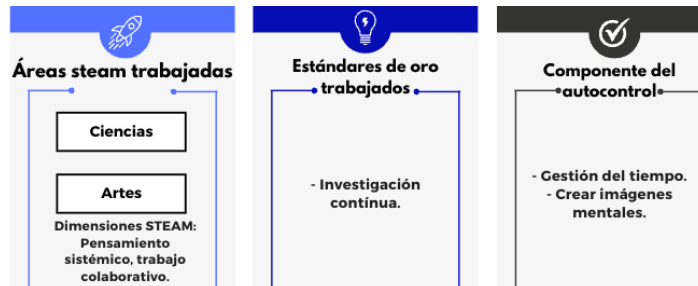 Áreas steam trabajadas
Ciencias
Artes
Dimensiones STEAM:
Pensamiento
sistémico, trabajo
colaborativo.
Estándares de oro
trabajados
- Investigación
contínua.
Componente del
autocontrol
- Gestión del tiempo.
- Crear imágenes
mentales.